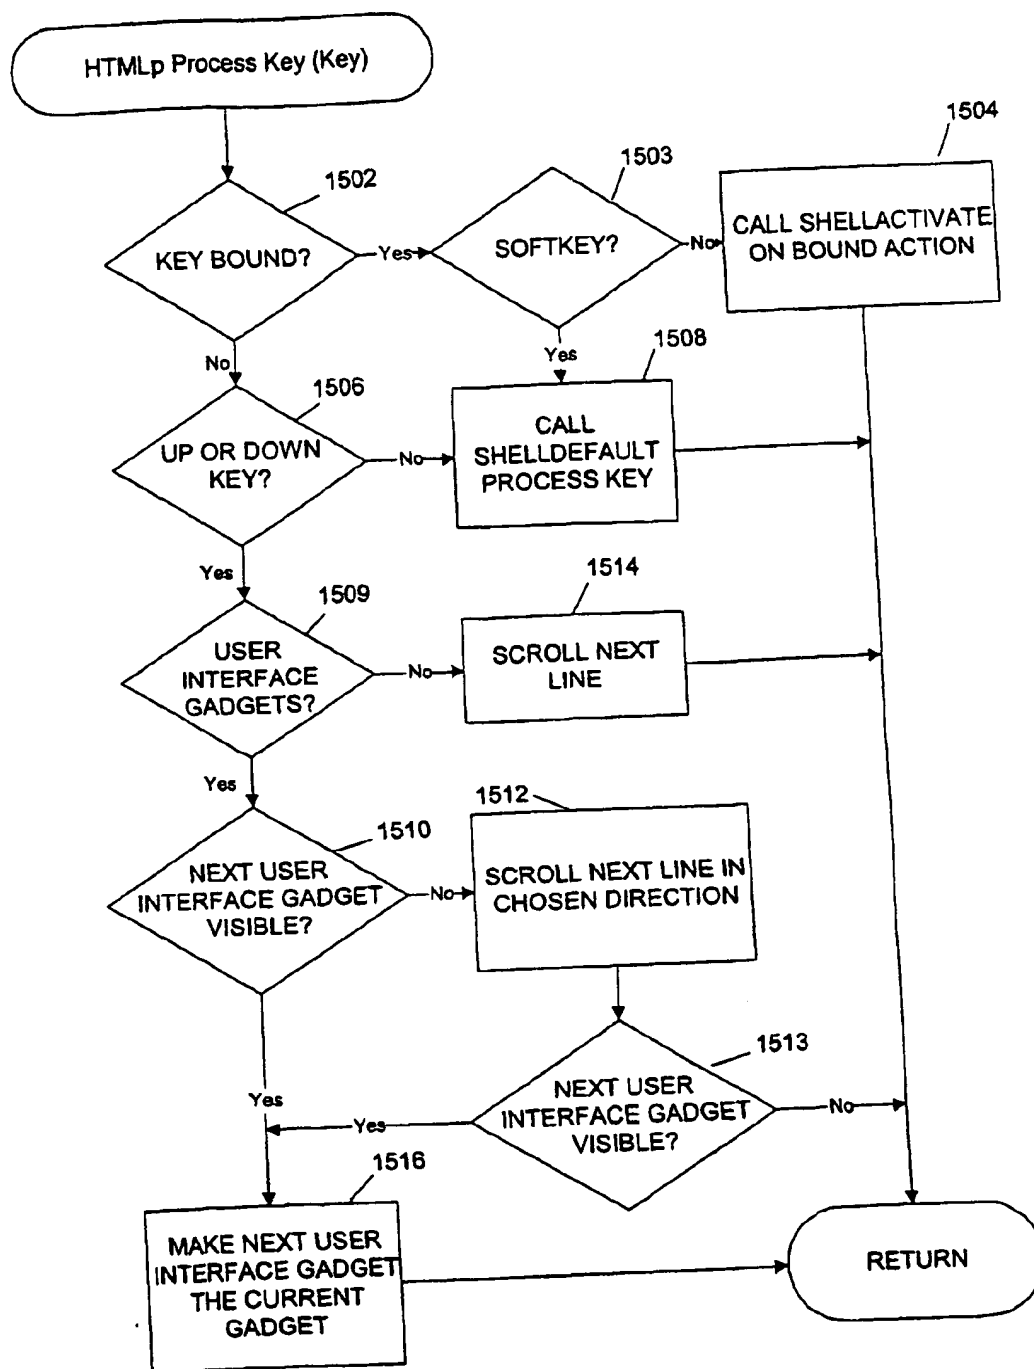 HTMLp Process Key (Key)
1504
1503
1502
KEY BOUND?
Yes
SOFTKEY?
No
CALL SHELLACTIVATE
ON BOUND ACTION
No
Yes
1508
1506
UP OR DOWN
KEY?
No
CALL
SHELLDEFAULT
PROCESS KEY
Yes
1514
1509
USER
INTERFACE
GADGETS?
No
SCROLL NEXT
LINE
Yes
1512
1510
NEXT USER
INTERFACE GADGET
VISIBLE?
No
SCROLL NEXT LINE IN
CHOSEN DIRECTION
1513
Yes
NEXT USER
INTERFACE GADGET
VISIBLE?
No
Yes
1516
MAKE NEXT USER
INTERFACE GADGET
THE CURRENT
GADGET
RETURN